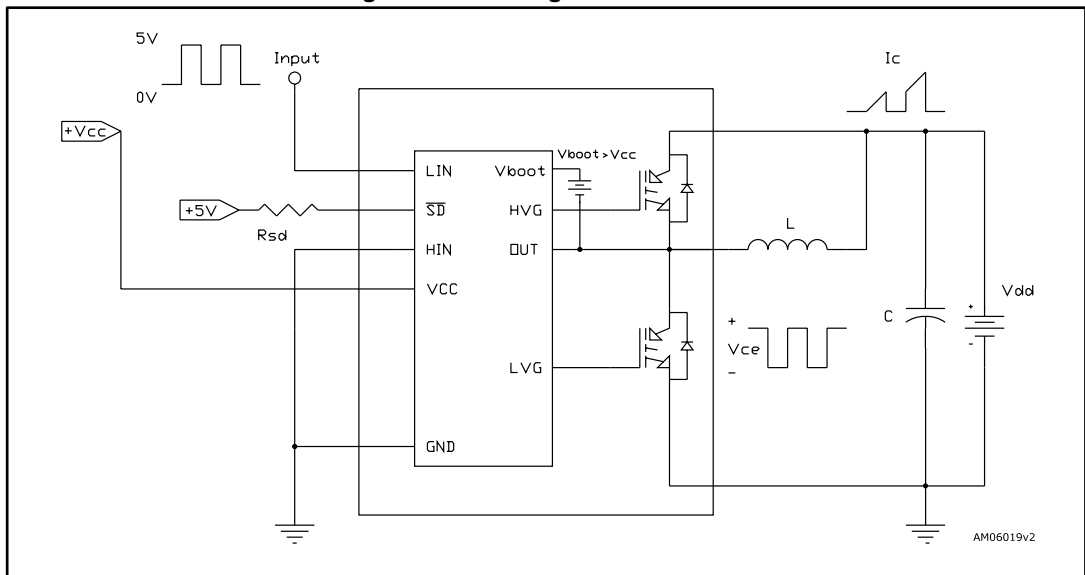 5V
0V
Input
Ic
+Vcc
Vboot>Vcc
LIN
Vboot
+5V
Rsd
SD
HVG
HIN
OUT
L
VCC
Vdd
C
+
Vce
-
+
-
LVG
GND
AM06019v2